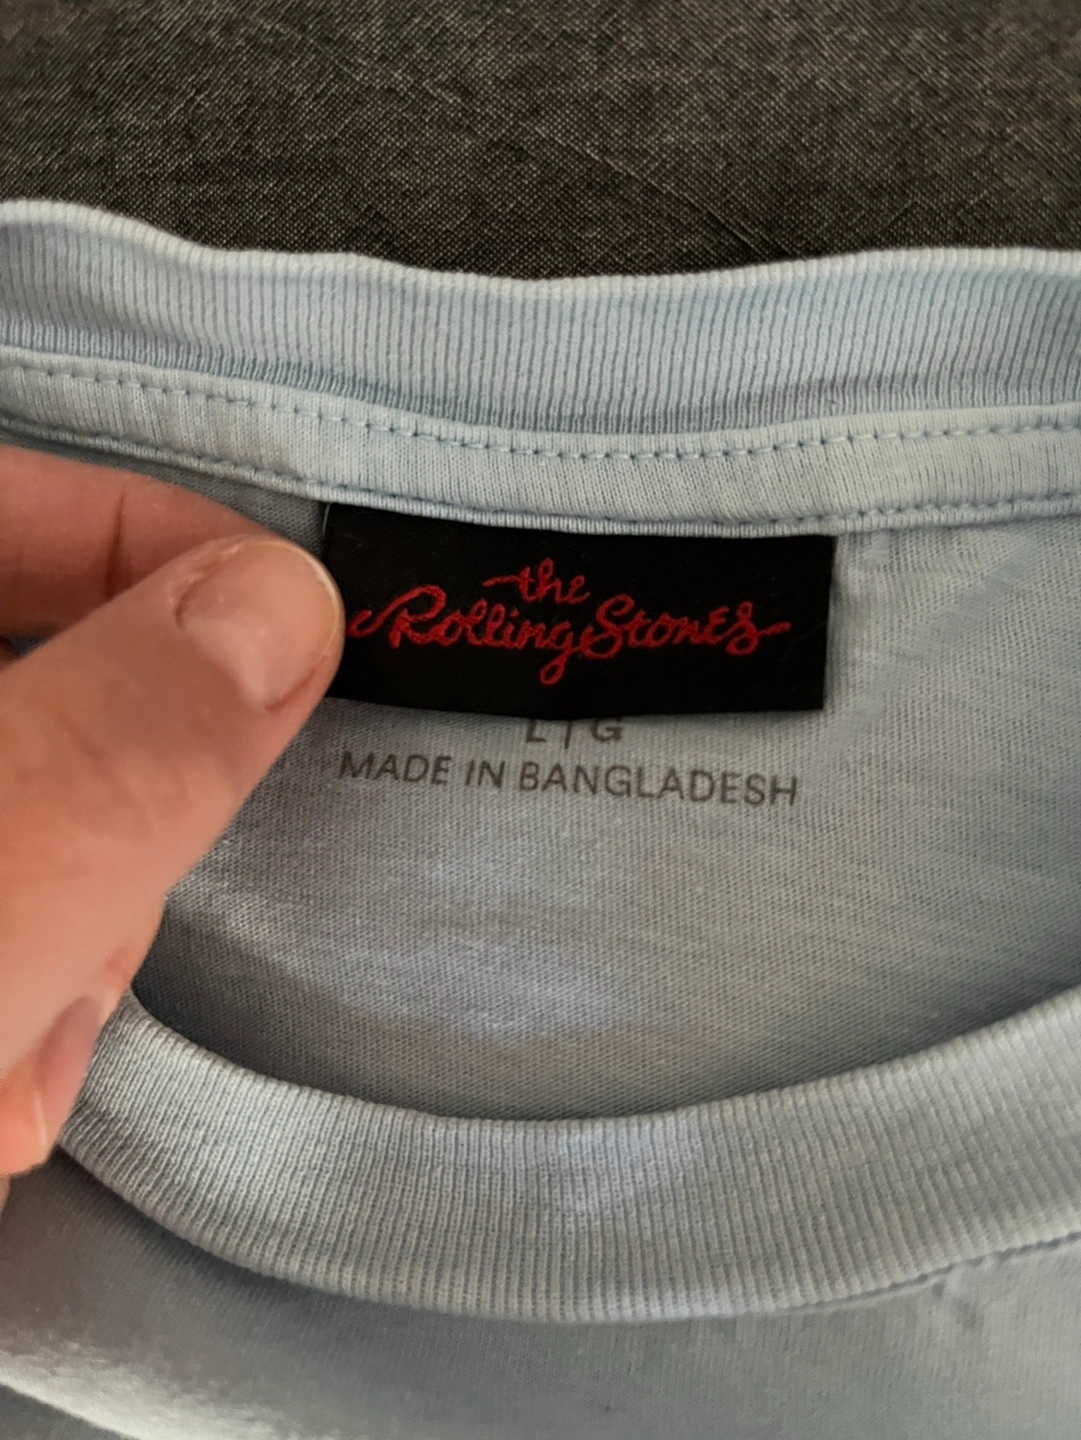 the
Rolling Stones
L | G
MADE IN BANGLADESH